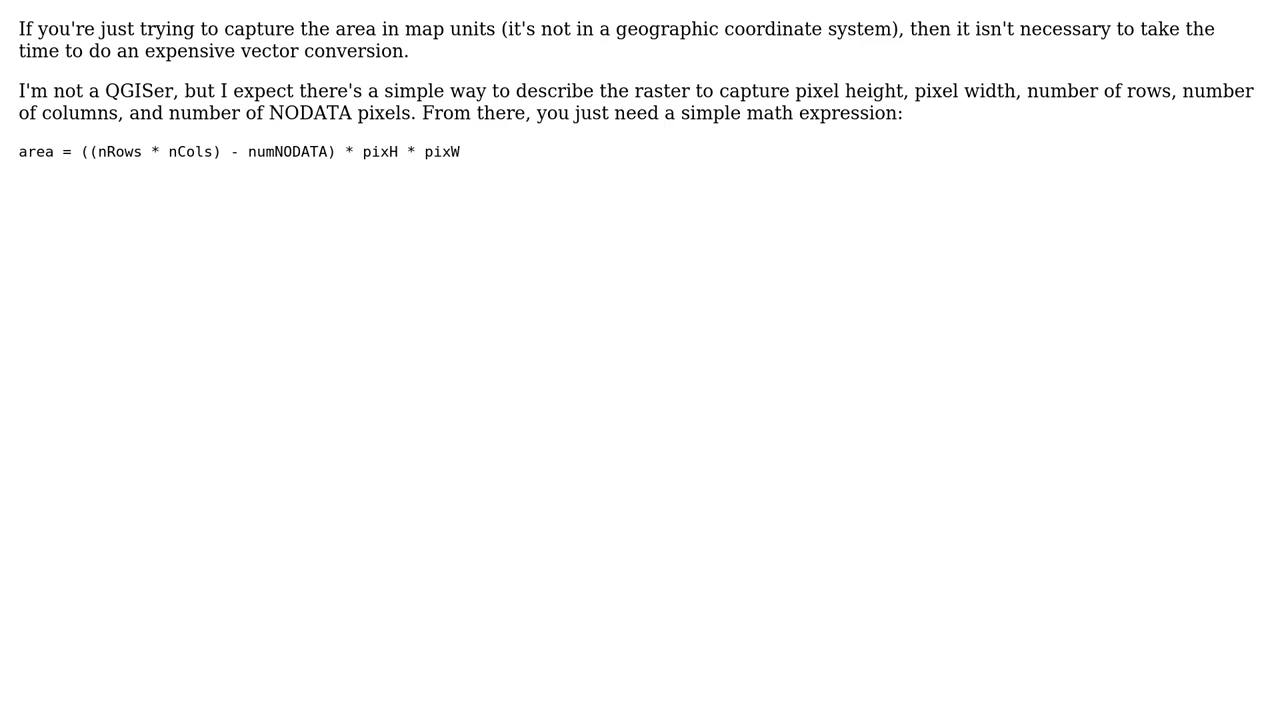 If you're just trying to capture the area in map units (it's not in a geographic coordinate system), then it isn't necessary to take the
time to do an expensive vector conversion.
I'm not a QGISer, but I expect there's a simple way to describe the raster to capture pixel height, pixel width, number of rows, number
of columns, and number of NODATA pixels. From there, you just need a simple math expression:
area = ((nRows * nCols) - numNODATA) * pixH * pixW